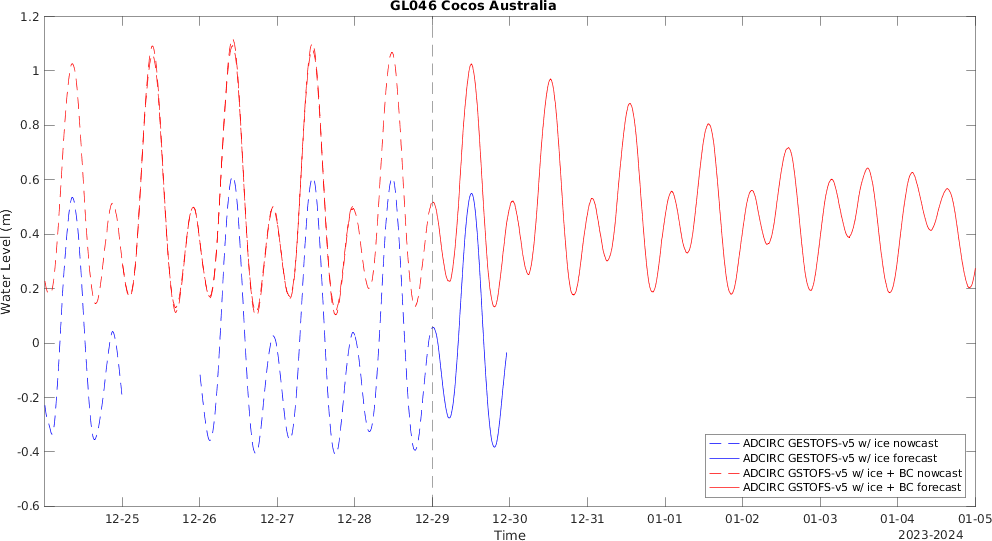 GL046 Cocos Australia
1.2
1
0.8
0.6
0.4
0.2
0
-0.2
-0.4
-0.6
Water Level (m)
ADCIRC GESTOFS-v5 w/ ice nowcast
ADCIRC GESTOFS-v5 w/ ice forecast
ADCIRC GSTOFS-v5 w/ ice + BC nowcast
ADCIRC GSTOFS-v5 w/ ice + BC forecast
12-25 12-26 12-27 12-28 12-29 12-30 12-31 01-01 01-02 01-03 01-04 01-05
Time
2023-2024